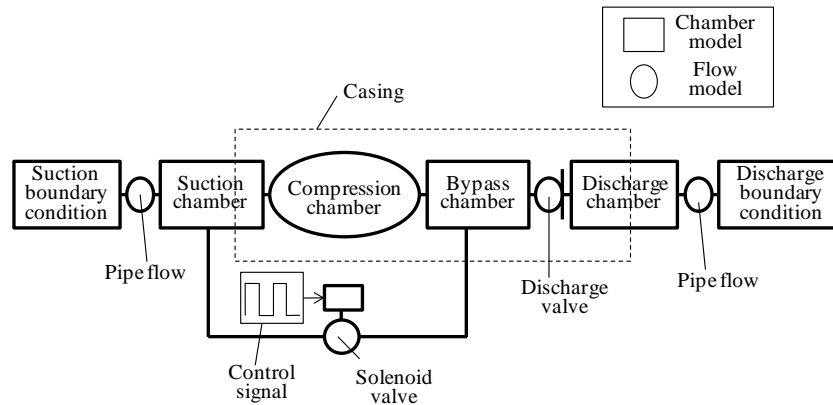 Chamber
model
Flow
model
Casing
Suction
boundary
condition
Suction
chamber
Compression
chamber
Bypass
chamber
Discharge
chamber
Discharge
boundary
condition
Pipe flow
Discharge
valve
Pipe flow
Control
signal
Solenoid
valve